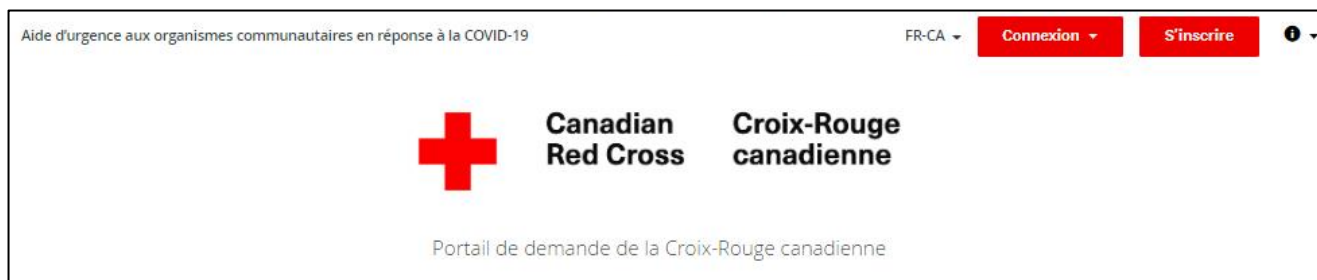 Aide d'urgence aux organismes communautaires en réponse à la COVID-19 FR-CA Connexion S'inscrire
Canadian Croix-Rouge
Red Cross canadienne
Portail de demande de la Croix-Rouge canadienne